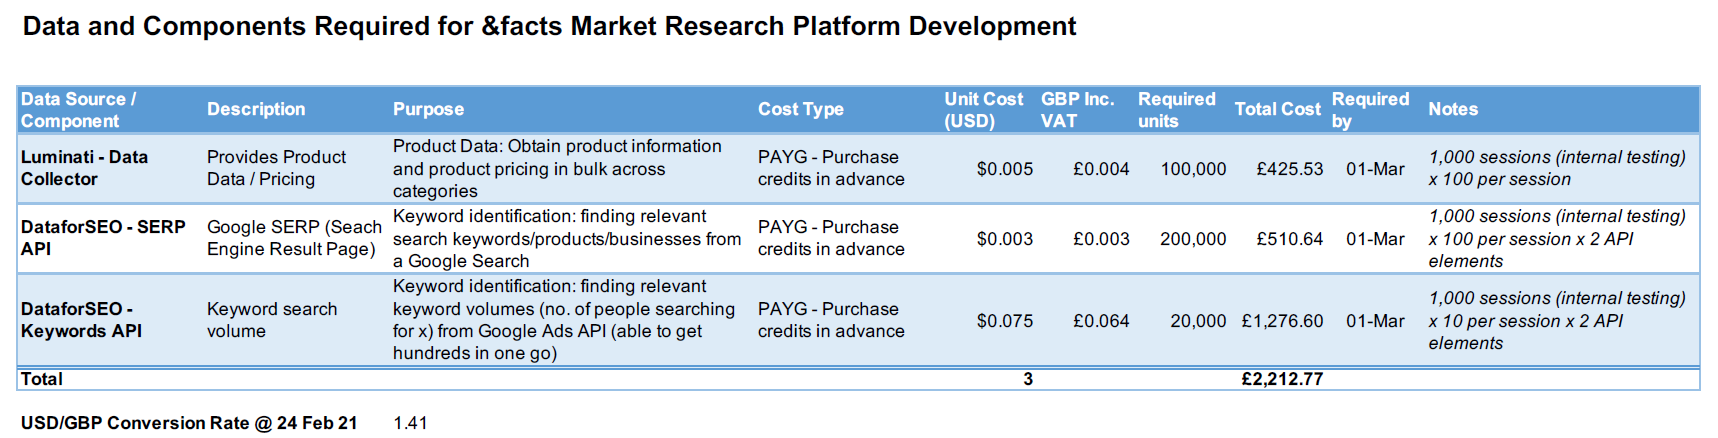 Data and Components Required for &facts Market Research Platform Development
Data Source / Component Description Purpose Cost Type Unit Cost (USD) GBP Inc. VAT Required units Total Cost Required by Notes
Luminati - Data Collector
Provides Product Data / Pricing
Product Data: Obtain product information
and product pricing in bulk across
categories
PAYG - Purchase
credits in advance
$0.005 £0.004 100,000 £425.53 01-Mar
1,000 sessions (internal testing)
x 100 per session
DataforSEO - SERP
API
Google SERP (Seach
Engine Result Page)
Keyword identification: finding relevant
search keywords/products/businesses from
a Google Search
PAYG - Purchase
credits in advance
$0.003 £0.003 200,000 £510.64 01-Mar
1,000 sessions (internal testing)
x 100 per session x 2 API
elements
DataforSEO -
Keywords API
Keyword search
volume
Keyword identification: finding relevant
keyword volumes (no. of people searching
for x) from Google Ads API (able to get
hundreds in one go)
PAYG - Purchase
credits in advance
$0.075 £0.064 20,000 £1,276.60 01-Mar
1,000 sessions (internal testing)
x 10 per session x 2 API
elements
Total 3 £2,212.77
USD/GBP Conversion Rate @ 24 Feb 21 1.41